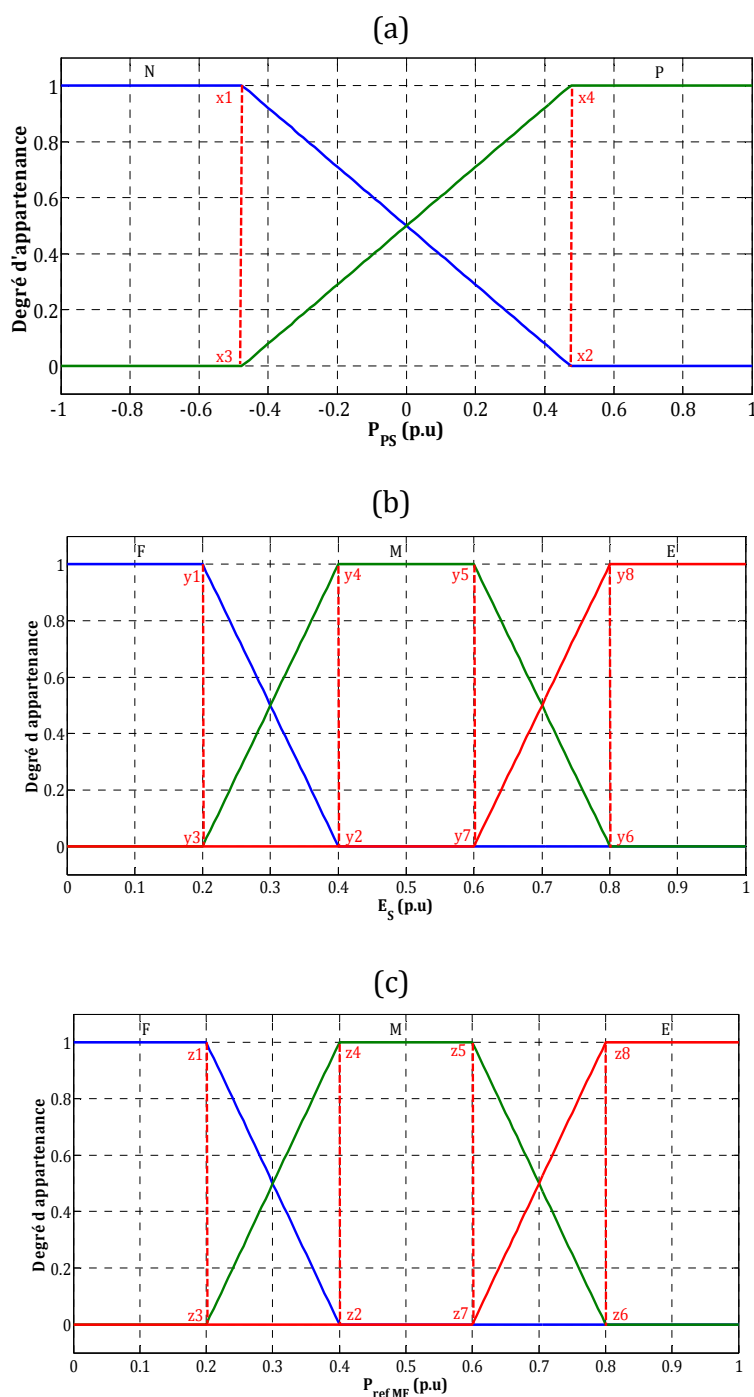 (a)
N P
1
x1 x4
0.8
0.6
0.4
0.2
x3 x2
0
-1 -0.8 -0.6 -0.4 -0.2 0 0.2 0.4 0.6 0.8 1
P_PS (p.u)
Degré d'appartenance
(b)
F M E
1
y1 y4 y5 y8
0.8
0.6
0.4
0.2
y3 y2 y7 y6
0
0 0.1 0.2 0.3 0.4 0.5 0.6 0.7 0.8 0.9 1
E_S (p.u)
Degré d appartenance
(c)
F M E
1
z1 z4 z5 z8
0.8
0.6
0.4
0.2
z3 z2 z7 z6
0
0 0.1 0.2 0.3 0.4 0.5 0.6 0.7 0.8 0.9 1
P_ref MF (p.u)
Degré d appartenance